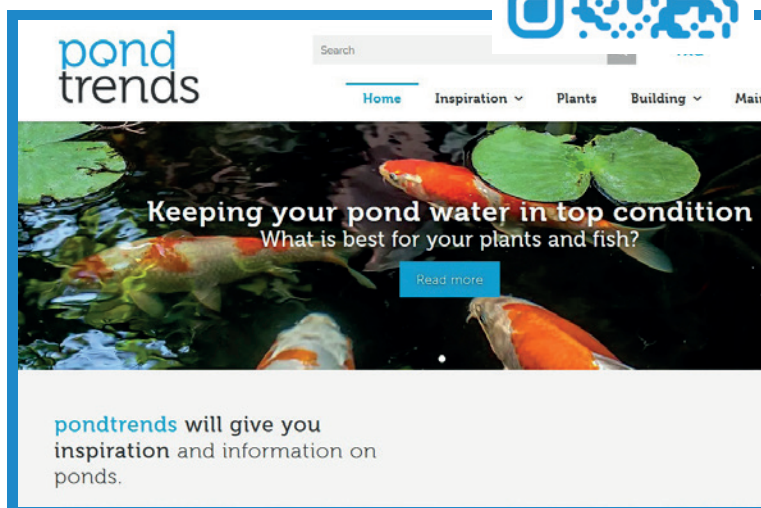 pond
trends
Search
Home Inspiration Plants Building
Keeping your pond water in top condition
What is best for your plants and fish?
Read more
pondtrends will give you
inspiration and information on
ponds.